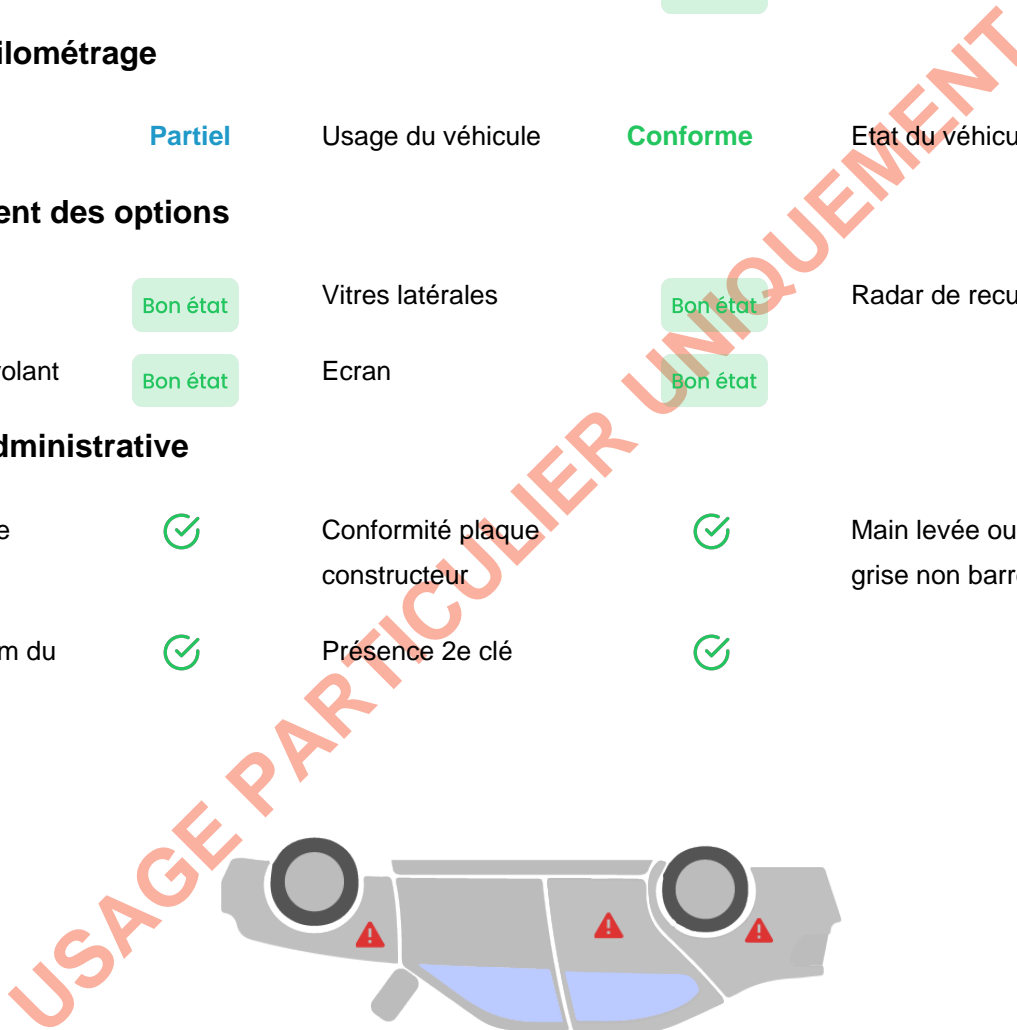 ilométrage
Partiel Usage du véhicule Conforme Etat du véhicu
ent des options
Bon état Vitres latérales Bon état Radar de recu
olant Bon état Ecran Bon état
dministrative
e Conformité plaque constructeur Main levée ou
grise non barr
m du Présence 2e clé
USAGE PARTICULIER UNIQUEMENT